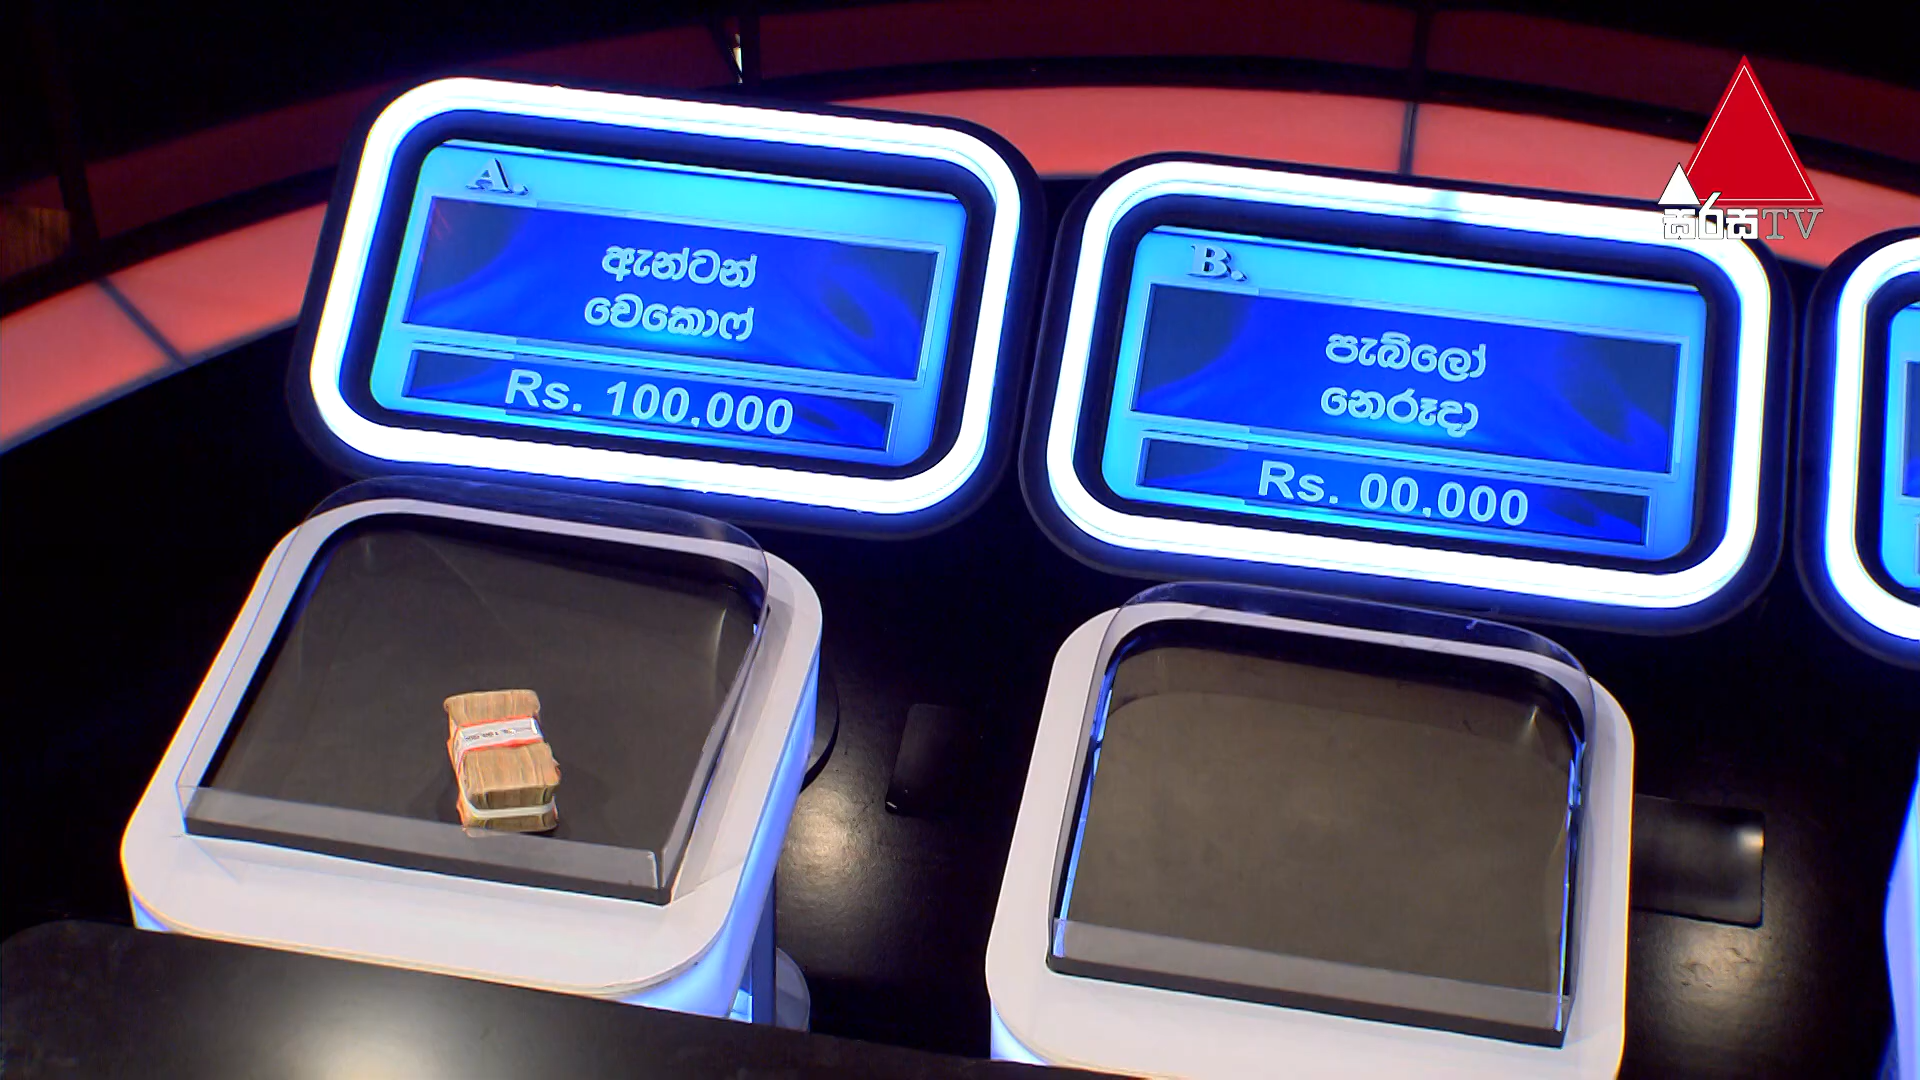 A.
ඇන්ටන්
චෙකොෆ්
Rs. 100,000
B.
පැබ්ලෝ
නෙරූදා
Rs. 00,000
සිරස TV